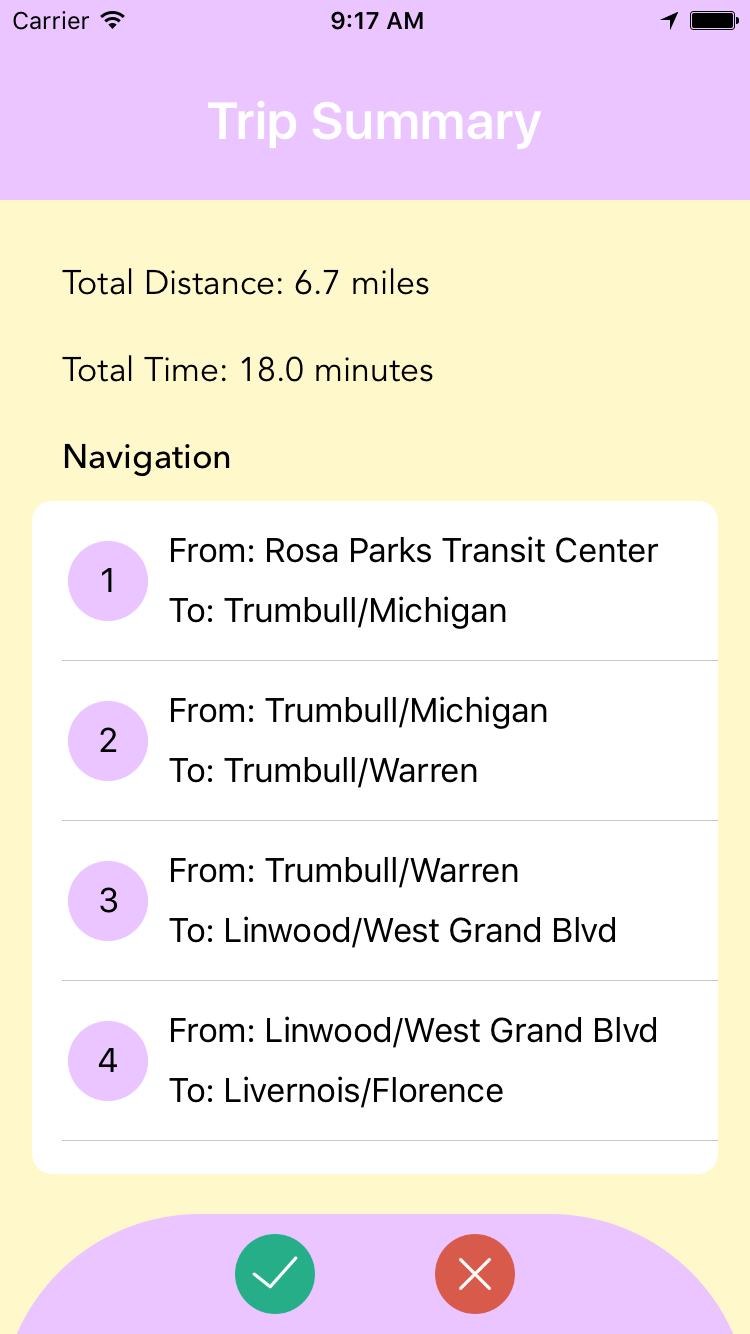 Carrier 9:17 AM
Trip Summary
Total Distance: 6.7 miles
Total Time: 18.0 minutes
Navigation
1
From: Rosa Parks Transit Center
To: Trumbull/Michigan
2
From: Trumbull/Michigan
To: Trumbull/Warren
3
From: Trumbull/Warren
To: Linwood/West Grand Blvd
4
From: Linwood/West Grand Blvd
To: Livernois/Florence